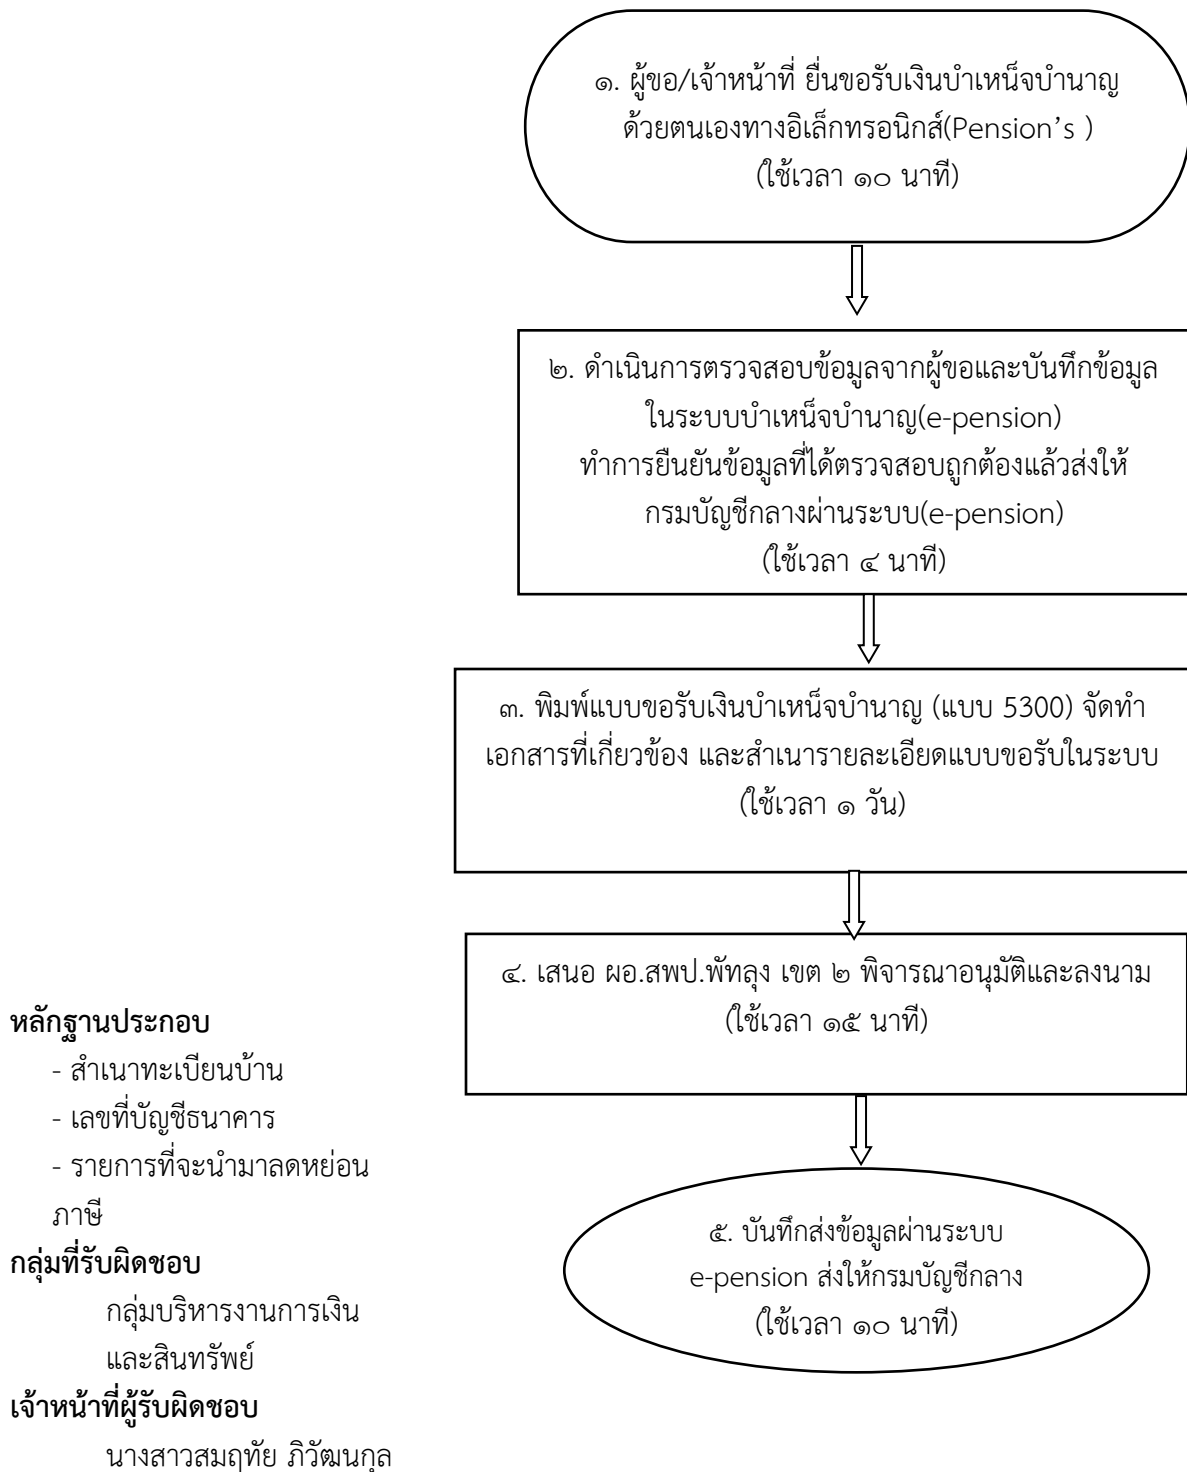 ๑. ผู้ขอ/เจ้าหน้าที่ ยื่นขอรับเงินบำเหน็จบำนาญ
ด้วยตนเองทางอิเล็กทรอนิกส์(Pension’s )
(ใช้เวลา ๑๐ นาที)
๒. ดำเนินการตรวจสอบข้อมูลจากผู้ขอและบันทึกข้อมูล
ในระบบบำเหน็จบำนาญ(e-pension)
ทำการยืนยันข้อมูลที่ได้ตรวจสอบถูกต้องแล้วส่งให้
กรมบัญชีกลางผ่านระบบ(e-pension)
(ใช้เวลา ๔ นาที)
๓. พิมพ์แบบขอรับเงินบำเหน็จบำนาญ (แบบ 5300) จัดทำ
เอกสารที่เกี่ยวข้อง และสำเนารายละเอียดแบบขอรับในระบบ
(ใช้เวลา ๑ วัน)
๔. เสนอ ผอ.สพป.พัทลุง เขต ๒ พิจารณาอนุมัติและลงนาม
(ใช้เวลา ๑๕ นาที)
๕. บันทึกส่งข้อมูลผ่านระบบ
e-pension ส่งให้กรมบัญชีกลาง
(ใช้เวลา ๑๐ นาที)
หลักฐานประกอบ
- สำเนาทะเบียนบ้าน
- เลขที่บัญชีธนาคาร
- รายการที่จะนำมาลดหย่อน
ภาษี
กลุ่มที่รับผิดชอบ
กลุ่มบริหารงานการเงิน
และสินทรัพย์
เจ้าหน้าที่ผู้รับผิดชอบ
นางสาวสมฤทัย ภิวัฒนกุล